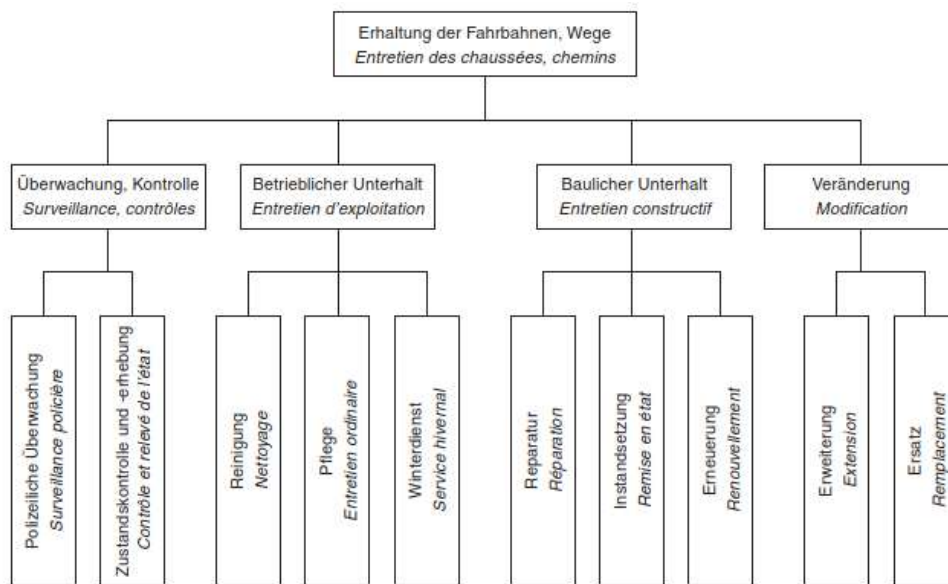 Erhaltung der Fahrbahnen, Wege
Entretien des chaussées, chemins
Überwachung, Kontrolle
Surveillance, contrôles
Betrieblicher Unterhalt
Entretien d'exploitation
Baulicher Unterhalt
Entretien constructif
Veränderung
Modification
Polizeiliche Überwachung
Surveillance policière
Zustandskontrolle und -erhebung
Contrôle et relevé de l'état
Reinigung
Nettoyage
Pflege
Entretien ordinaire
Winterdienst
Service hivernal
Reparatur
Réparation
Instandsetzung
Remise en état
Erneuerung
Renouvellement
Erweiterung
Extension
Ersatz
Remplacement